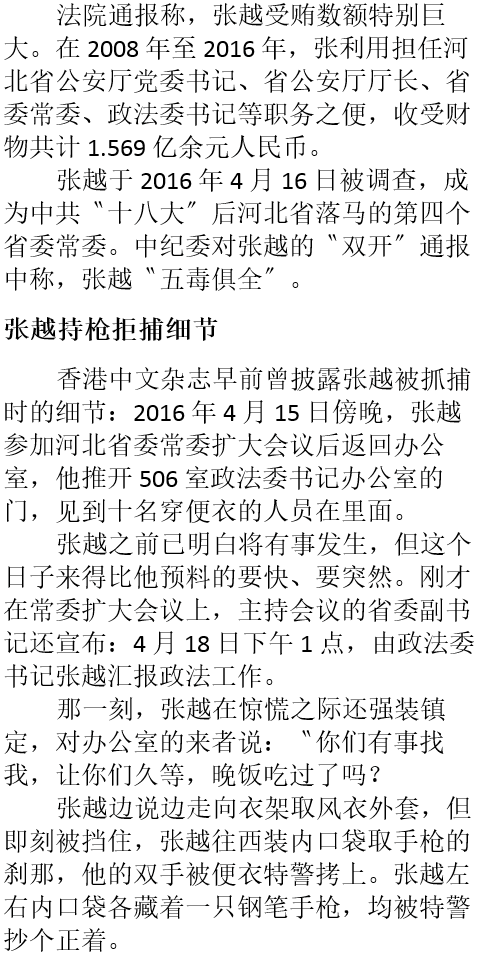 法院通报称，张越受贿数额特别巨
大。在 2008 年至 2016 年，张利用担任河
北省公安厅党委书记、省公安厅厅长、省
委常委、政法委书记等职务之便，收受财
物共计 1.569 亿余元人民币。
张越于 2016 年 4 月 16 日被调查，成
为中共〝十八大〞后河北省落马的第四个
省委常委。中纪委对张越的〝双开〞通报
中称，张越〝五毒俱全〞。
张越持枪拒捕细节
香港中文杂志早前曾披露张越被抓捕
时的细节：2016 年 4 月 15 日傍晚，张越
参加河北省委常委扩大会议后返回办公
室，他推开 506 室政法委书记办公室的
门，见到十名穿便衣的人员在里面。
张越之前已明白将有事发生，但这个
日子来得比他预料的要快、要突然。刚才
在常委扩大会议上，主持会议的省委副书
记还宣布：4 月 18 日下午 1 点，由政法委
书记张越汇报政法工作。
那一刻，张越在惊慌之际还强装镇
定，对办公室的来者说：〝你们有事找
我，让你们久等，晚饭吃过了吗？
张越边说边走向衣架取风衣外套，但
即刻被挡住，张越往西装内口袋取手枪的
刹那，他的双手被便衣特警拷上。张越左
右内口袋各藏着一只钢笔手枪，均被特警
抄个正着。